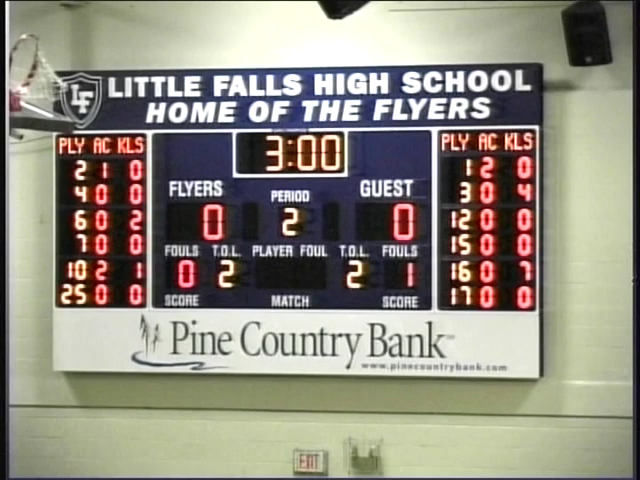 LF
LITTLE FALLS HIGH SCHOOL
HOME OF THE FLYERS
PLY AC KLS
2 1 0
4 0 0
6 0 2
7 0 0
10 2 1
25 0 0
3:00
FLYERS PERIOD GUEST
0 2 0
FOULS T.O.L. PLAYER FOUL T.O.L. FOULS
0 2 2 1
SCORE MATCH SCORE
PLY AC KLS
1 2 0
3 0 4
12 0 0
15 0 0
16 0 7
17 0 0
Pine Country Bank
www.pinecountrybank.com
EXIT